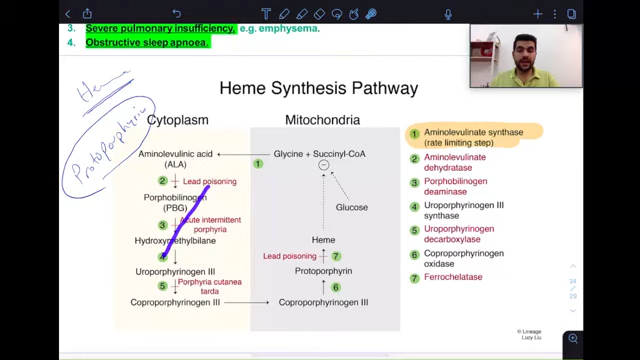 3. Severe pulmonary insufficiency, e.g. emphysema.
4. Obstructive sleep apnoea.
Heme
Protoporphyrin
Heme Synthesis Pathway
Cytoplasm
Mitochondria
Aminolevulinic acid
(ALA)
Glycine + Succinyl-CoA
1
2 Lead poisoning
Porphobilinogen
(PBG)
Glucose
3 Acute intermittent
porphyria
Hydroxymethylbilane
Heme
4
Lead poisoning 7
Uroporphyrinogen III
Protoporphyrin
5 Porphyria cutanea
tarda
6
Coproporphyrinogen III
Coproporphyrinogen III
1 Aminolevulinate synthase
(rate limiting step)
2 Aminolevulinate
dehydratase
3 Porphobilinogen
deaminase
4 Uroporphyrinogen III
synthase
5 Uroporphyrinogen
decarboxylase
6 Coproporphyrinogen
oxidase
7 Ferrochelatase
24
29
© Lineage
Lucy Liu